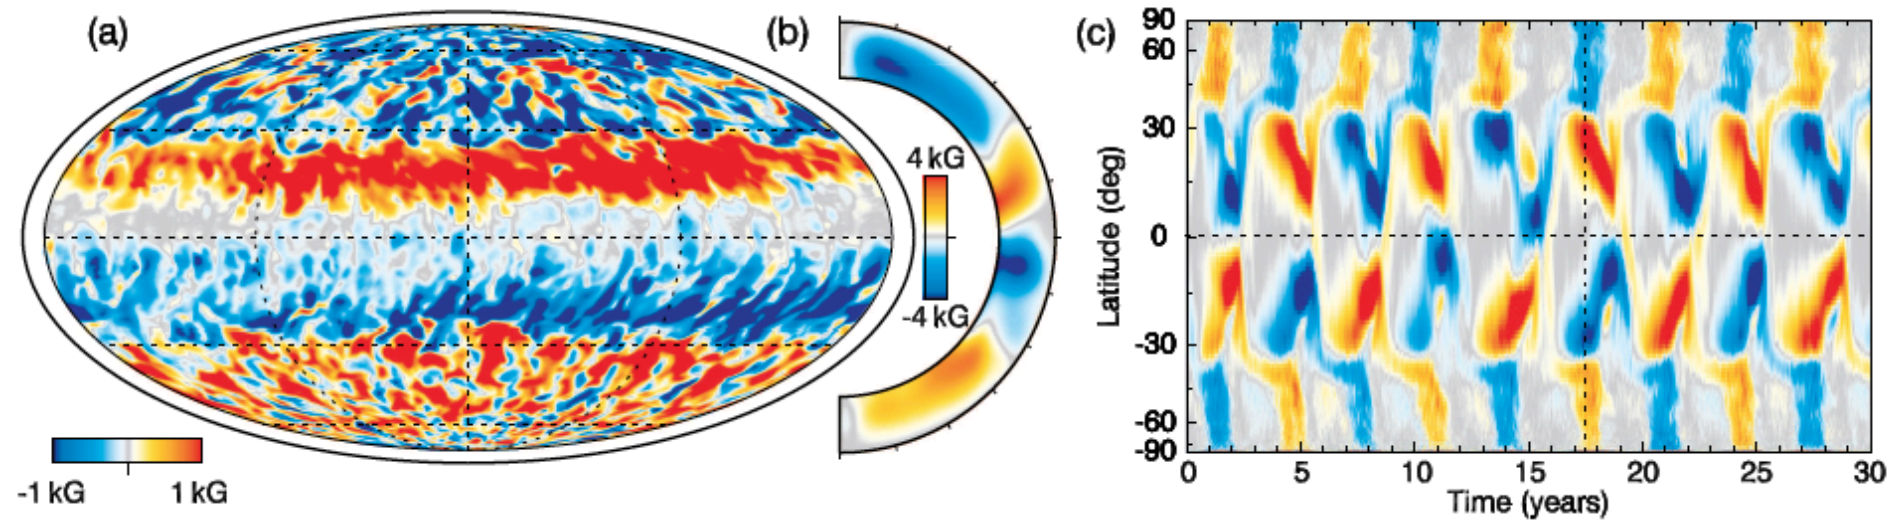 (a)
-1 kG 1 kG
(b)
4 kG
-4 kG
(c)
Latitude (deg)
90
60
30
0
-30
-60
-90
0 5 10 15 20 25 30
Time (years)